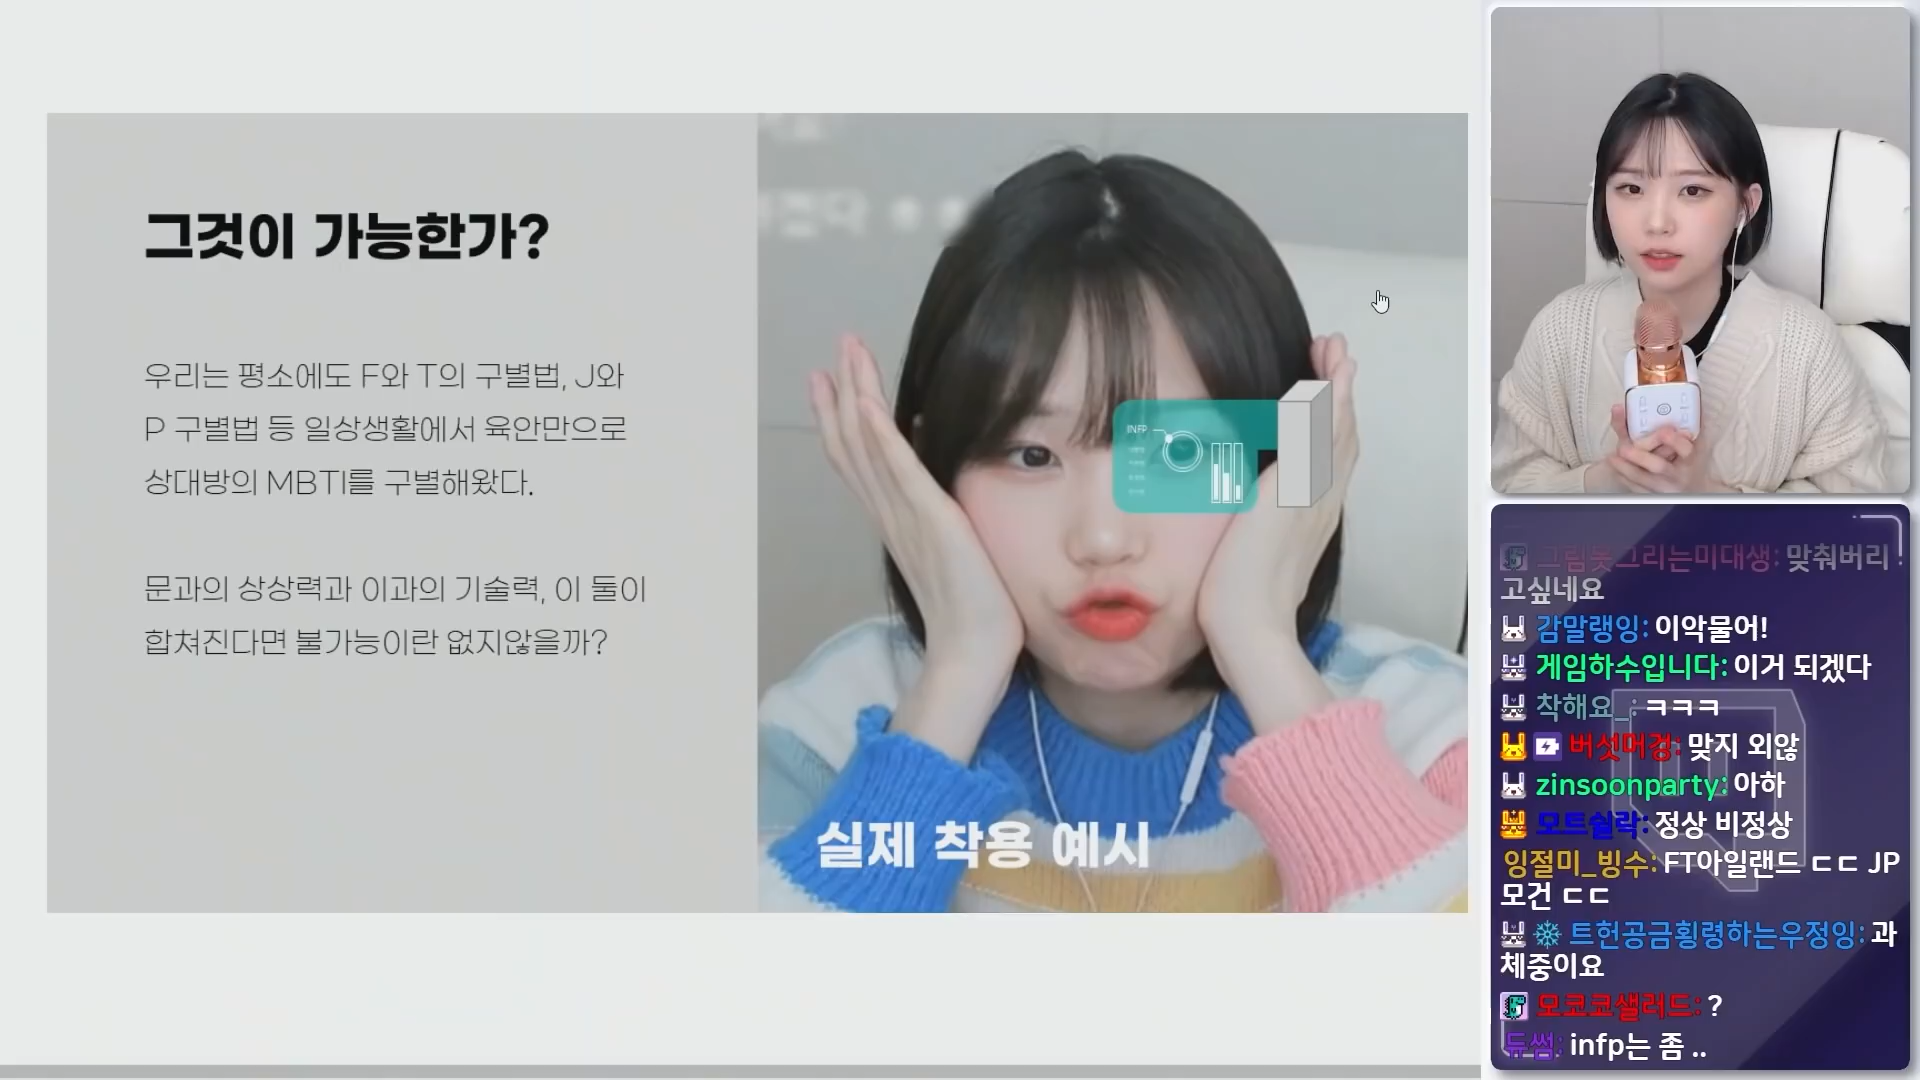 그것이 가능한가?
우리는 평소에도 F와 T의 구별법, J와
P 구별법 등 일상생활에서 육안만으로
상대방의 MBTI를 구별해왔다.
문과의 상상력과 이과의 기술력, 이 둘이
합쳐진다면 불가능이란 없지않을까?
INFP
실제 착용 예시
그림못그리는미대생: 맞춰버리
고싶네요
감말랭잉: 이악물어!
게임하수입니다: 이거 되겠다
착해요_: ㅋㅋㅋ
버섯머겅: 맞지 외않
zinsoonparty: 아하
모트쉴락: 정상 비정상
잉절미_빙수: FT아일랜드 ㄷㄷ JP
모건 ㄷㄷ
트헌공금횡령하는우정잉: 과
체중이요
모코코샐러드: ?
듀썸: infp는 좀 ..